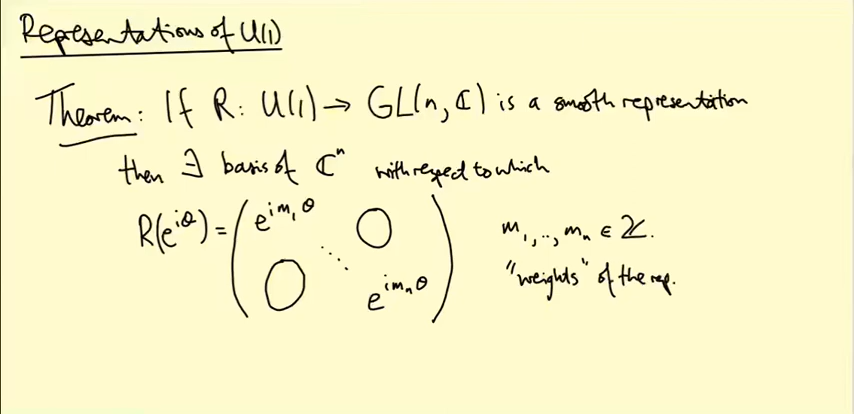 Representations of U(1)
Theorem: If R: U(1) → GL(n, ℂ) is a smooth representation
then ∃ basis of ℂⁿ with respect to which
R(e^{iθ}) = ( e^{im₁θ} 0 ⋱ 0 e^{imₙθ} ) m₁, .., mₙ ∈ ℤ.
"weights" of the rep.